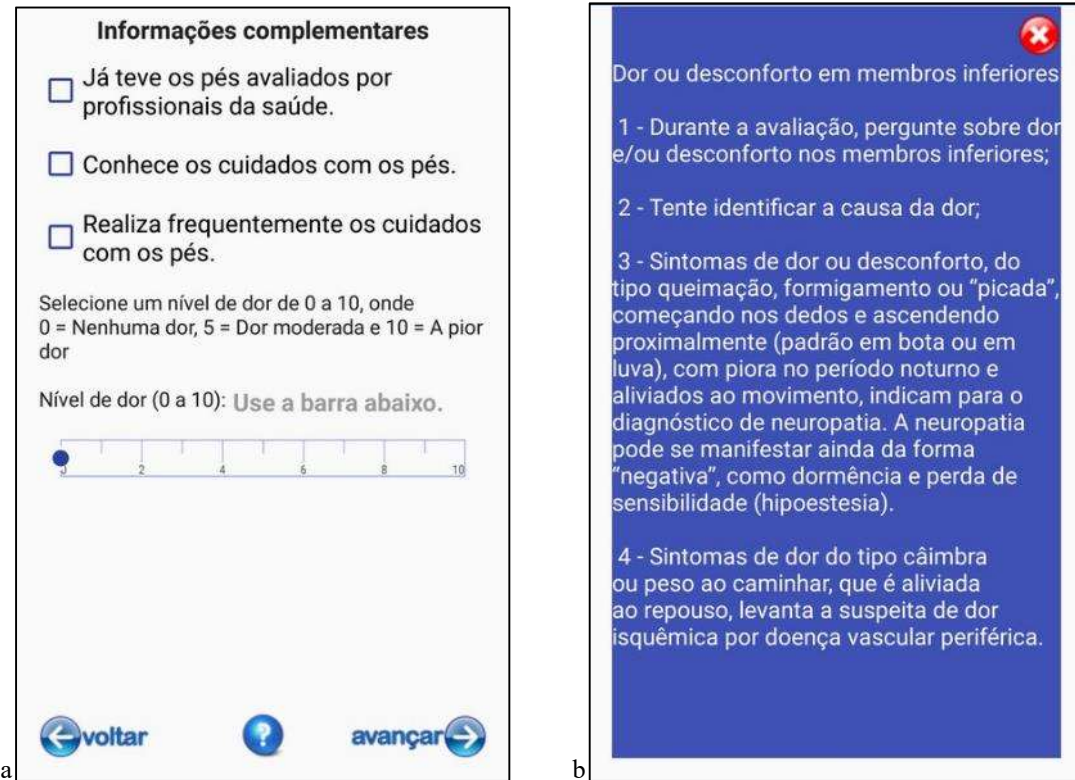 Informações complementares
Já teve os pés avaliados por
profissionais da saúde.
Conhece os cuidados com os pés.
Realiza frequentemente os cuidados
com os pés.
Selecione um nível de dor de 0 a 10, onde
0 = Nenhuma dor, 5 = Dor moderada e 10 = A pior
dor
Nível de dor (0 a 10): Use a barra abaixo.
2 4 6 8 10
voltar ? avançar
a
Dor ou desconforto em membros inferiores
1 - Durante a avaliação, pergunte sobre dor
e/ou desconforto nos membros inferiores;
2 - Tente identificar a causa da dor;
3 - Sintomas de dor ou desconforto, do
tipo queimação, formigamento ou "picada",
começando nos dedos e ascendendo
proximalmente (padrão em bota ou em
luva), com piora no período noturno e
aliviados ao movimento, indicam para o
diagnóstico de neuropatia. A neuropatia
pode se manifestar ainda da forma
"negativa", como dormência e perda de
sensibilidade (hipoestesia).
4 - Sintomas de dor do tipo câimbra
ou peso ao caminhar, que é aliviada
ao repouso, levanta a suspeita de dor
isquêmica por doença vascular periférica.
b